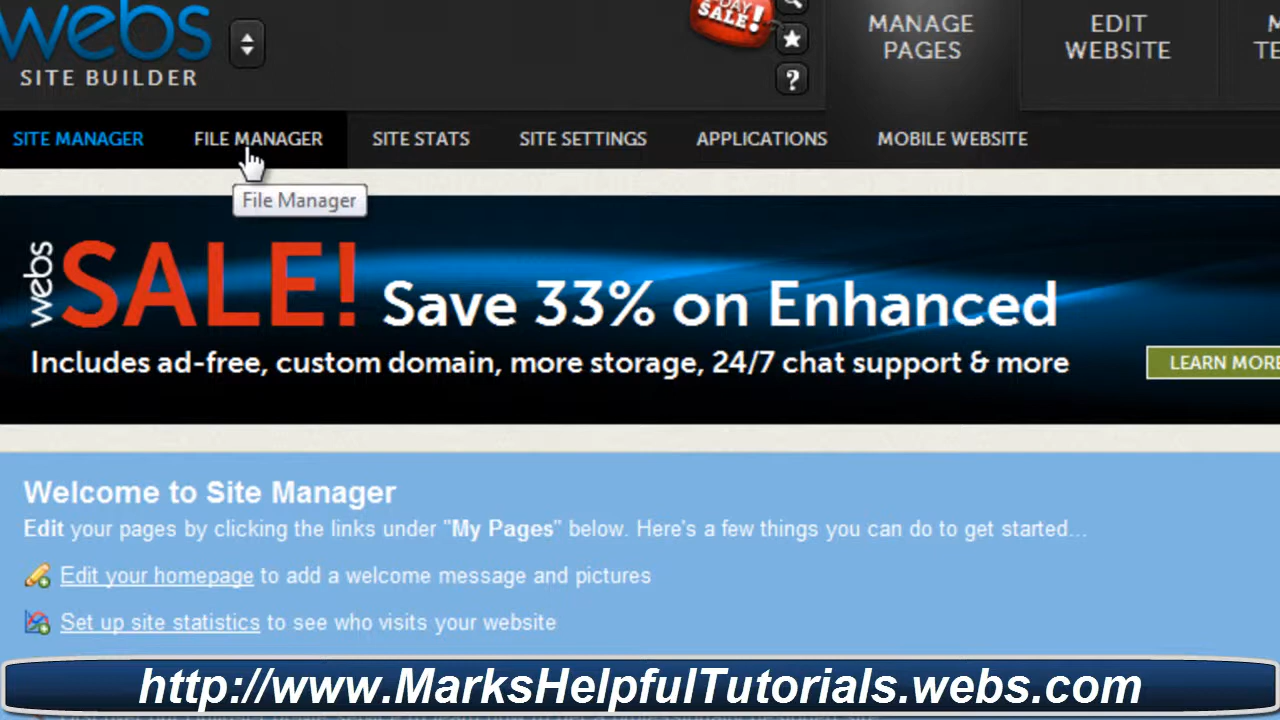 webs
SITE BUILDER
DAY
SALE!
?
MANAGE
PAGES
EDIT
WEBSITE
SITE MANAGER
FILE MANAGER
SITE STATS
SITE SETTINGS
APPLICATIONS
MOBILE WEBSITE
File Manager
webs
SALE! Save 33% on Enhanced
Includes ad-free, custom domain, more storage, 24/7 chat support & more
LEARN MORE
Welcome to Site Manager
Edit your pages by clicking the links under "My Pages" below. Here's a few things you can do to get started...
Edit your homepage to add a welcome message and pictures
Set up site statistics to see who visits your website
http://www.MarksHelpfulTutorials.webs.com